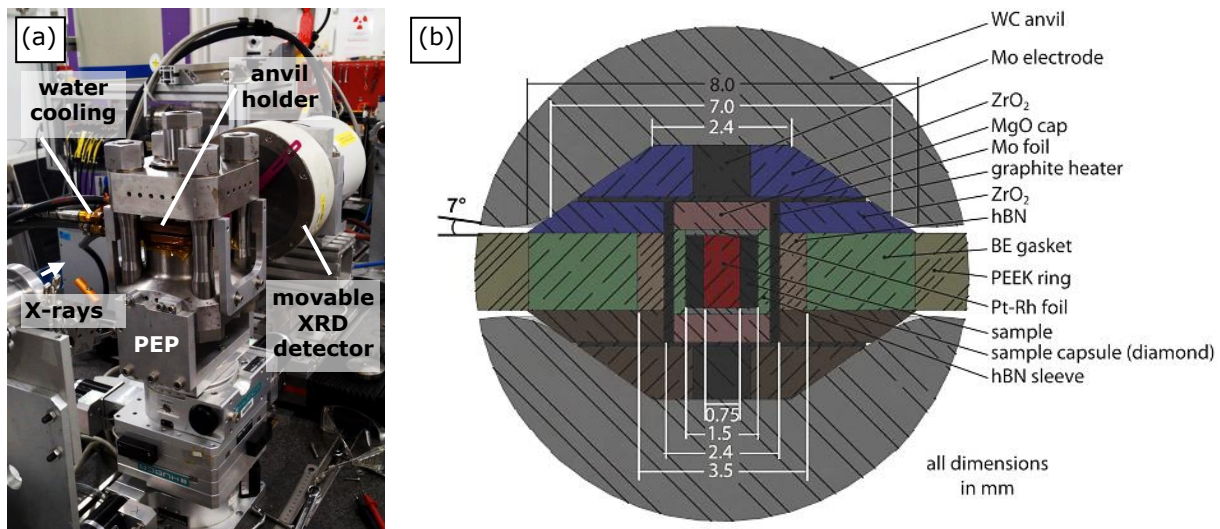 (a)
water
cooling
anvil
holder
X-rays
PEP
movable
XRD
detector
(b)
8.0
7.0
2.4
7°
WC anvil
Mo electrode
ZrO₂
MgO cap
Mo foil
graphite heater
ZrO₂
hBN
BE gasket
PEEK ring
Pt-Rh foil
sample
sample capsule (diamond)
hBN sleeve
0.75
1.5
2.4
3.5
all dimensions
in mm